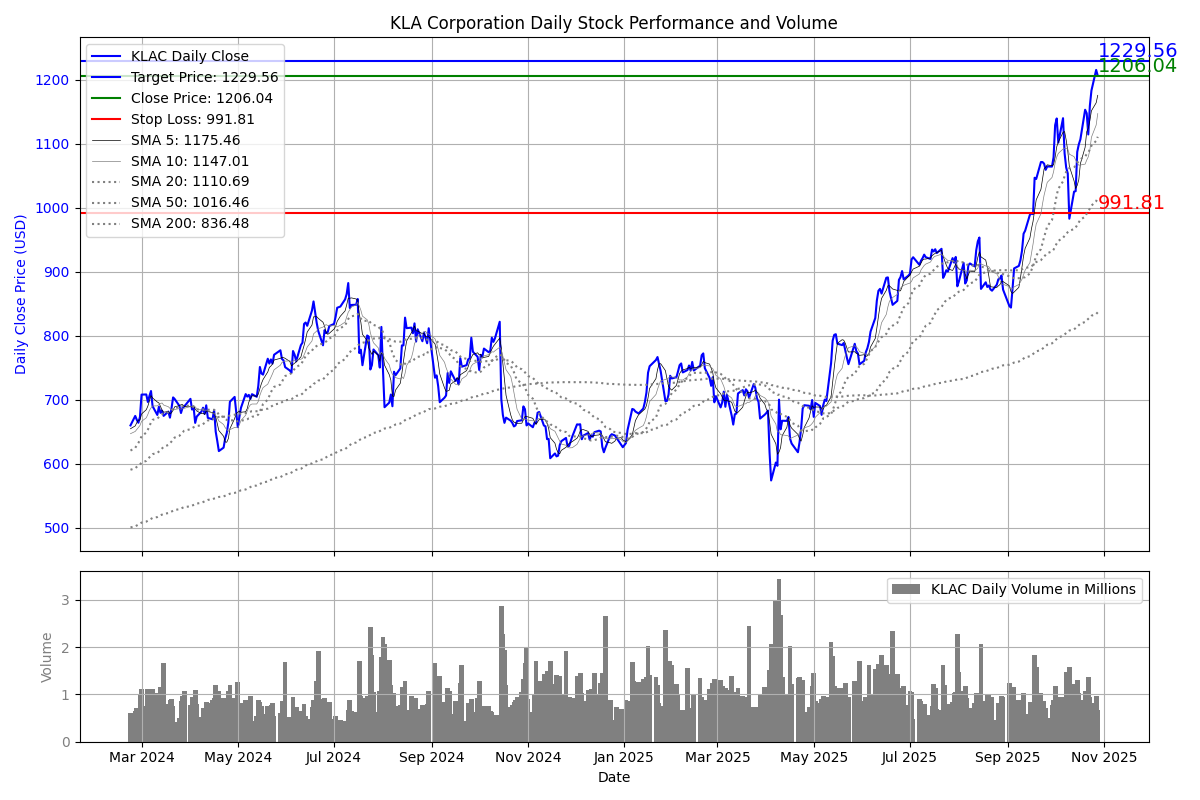 KLA Corporation Daily Stock Performance and Volume
KLAC Daily Close
Target Price: 1229.56
Close Price: 1206.04
Stop Loss: 991.81
SMA 5: 1175.46
SMA 10: 1147.01
SMA 20: 1110.69
SMA 50: 1016.46
SMA 200: 836.48
1229.56
1206.04
991.81
Daily Close Price (USD)
1200
1100
1000
900
800
700
600
500
KLAC Daily Volume in Millions
Volume
3
2
1
0
Mar 2024 May 2024 Jul 2024 Sep 2024 Nov 2024 Jan 2025 Mar 2025 May 2025 Jul 2025 Sep 2025 Nov 2025
Date